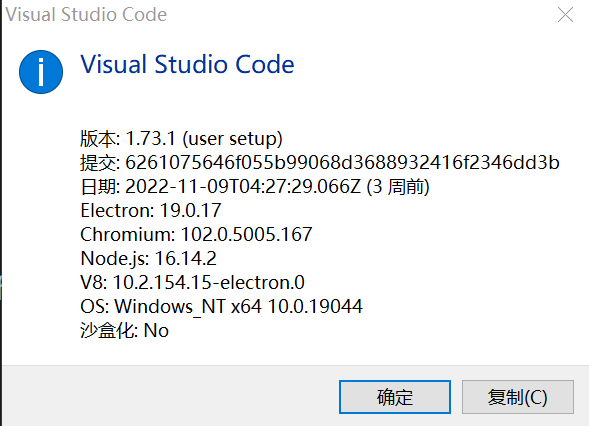 Visual Studio Code
Visual Studio Code
版本: 1.73.1 (user setup)
提交: 6261075646f055b99068d3688932416f2346dd3b
日期: 2022-11-09T04:27:29.066Z (3 周前)
Electron: 19.0.17
Chromium: 102.0.5005.167
Node.js: 16.14.2
V8: 10.2.154.15-electron.0
OS: Windows_NT x64 10.0.19044
沙盒化: No
确定
复制(C)